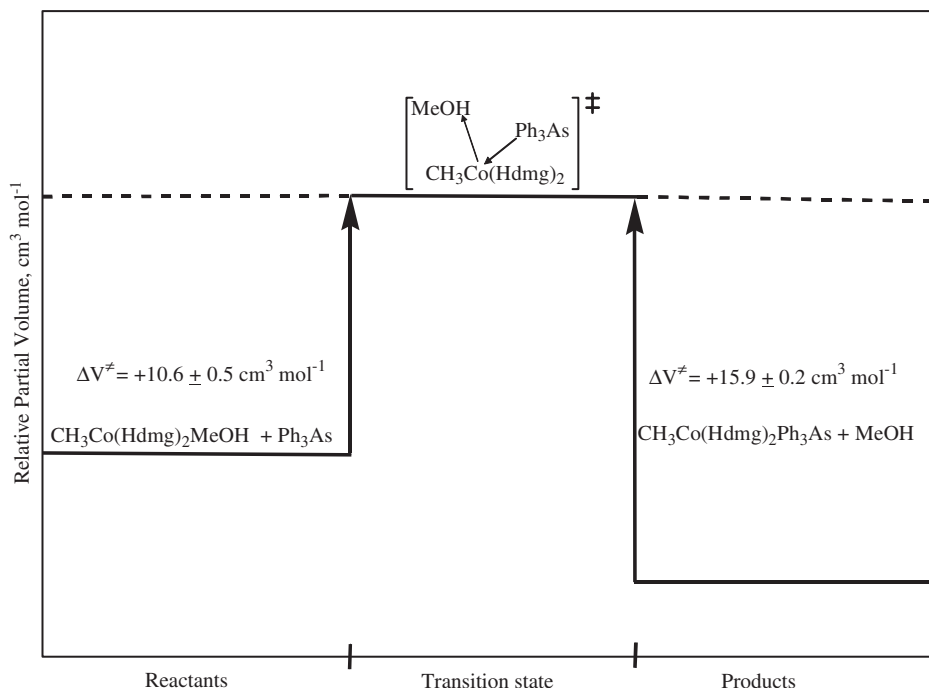 MeOH
‡
Ph₃As
CH₃Co(Hdmg)₂
Relative Partial Volume, cm³ mol⁻¹
ΔV≠= +10.6 ± 0.5 cm³ mol⁻¹
CH₃Co(Hdmg)₂MeOH + Ph₃As
ΔV≠= +15.9 ± 0.2 cm³ mol⁻¹
CH₃Co(Hdmg)₂Ph₃As + MeOH
Reactants
Transition state
Products